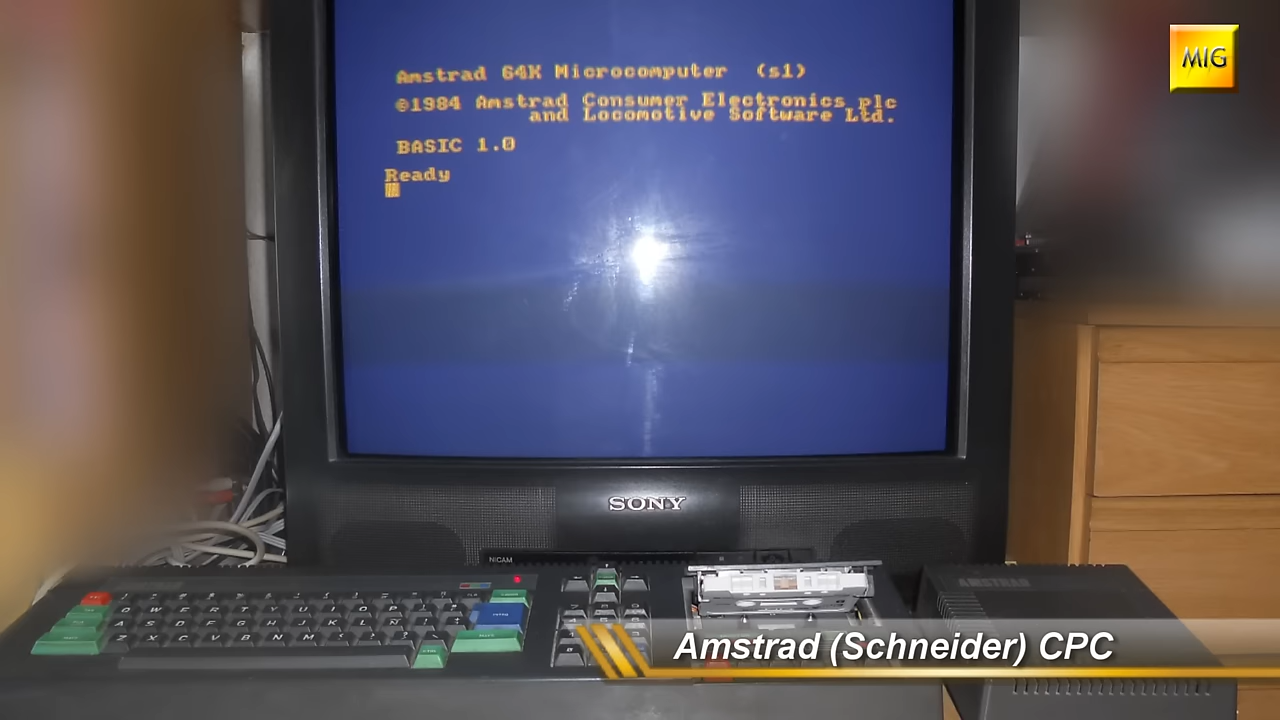 MIG
Amstrad 64K Microcomputer (s1)
©1984 Amstrad Consumer Electronics plc
and Locomotive Software Ltd.
BASIC 1.0
Ready
SONY
NICAM
AMSTRAD
Q W E R T Y U I O P
A S D F G H J K L Ñ
Z X C V B N M
Amstrad (Schneider) CPC